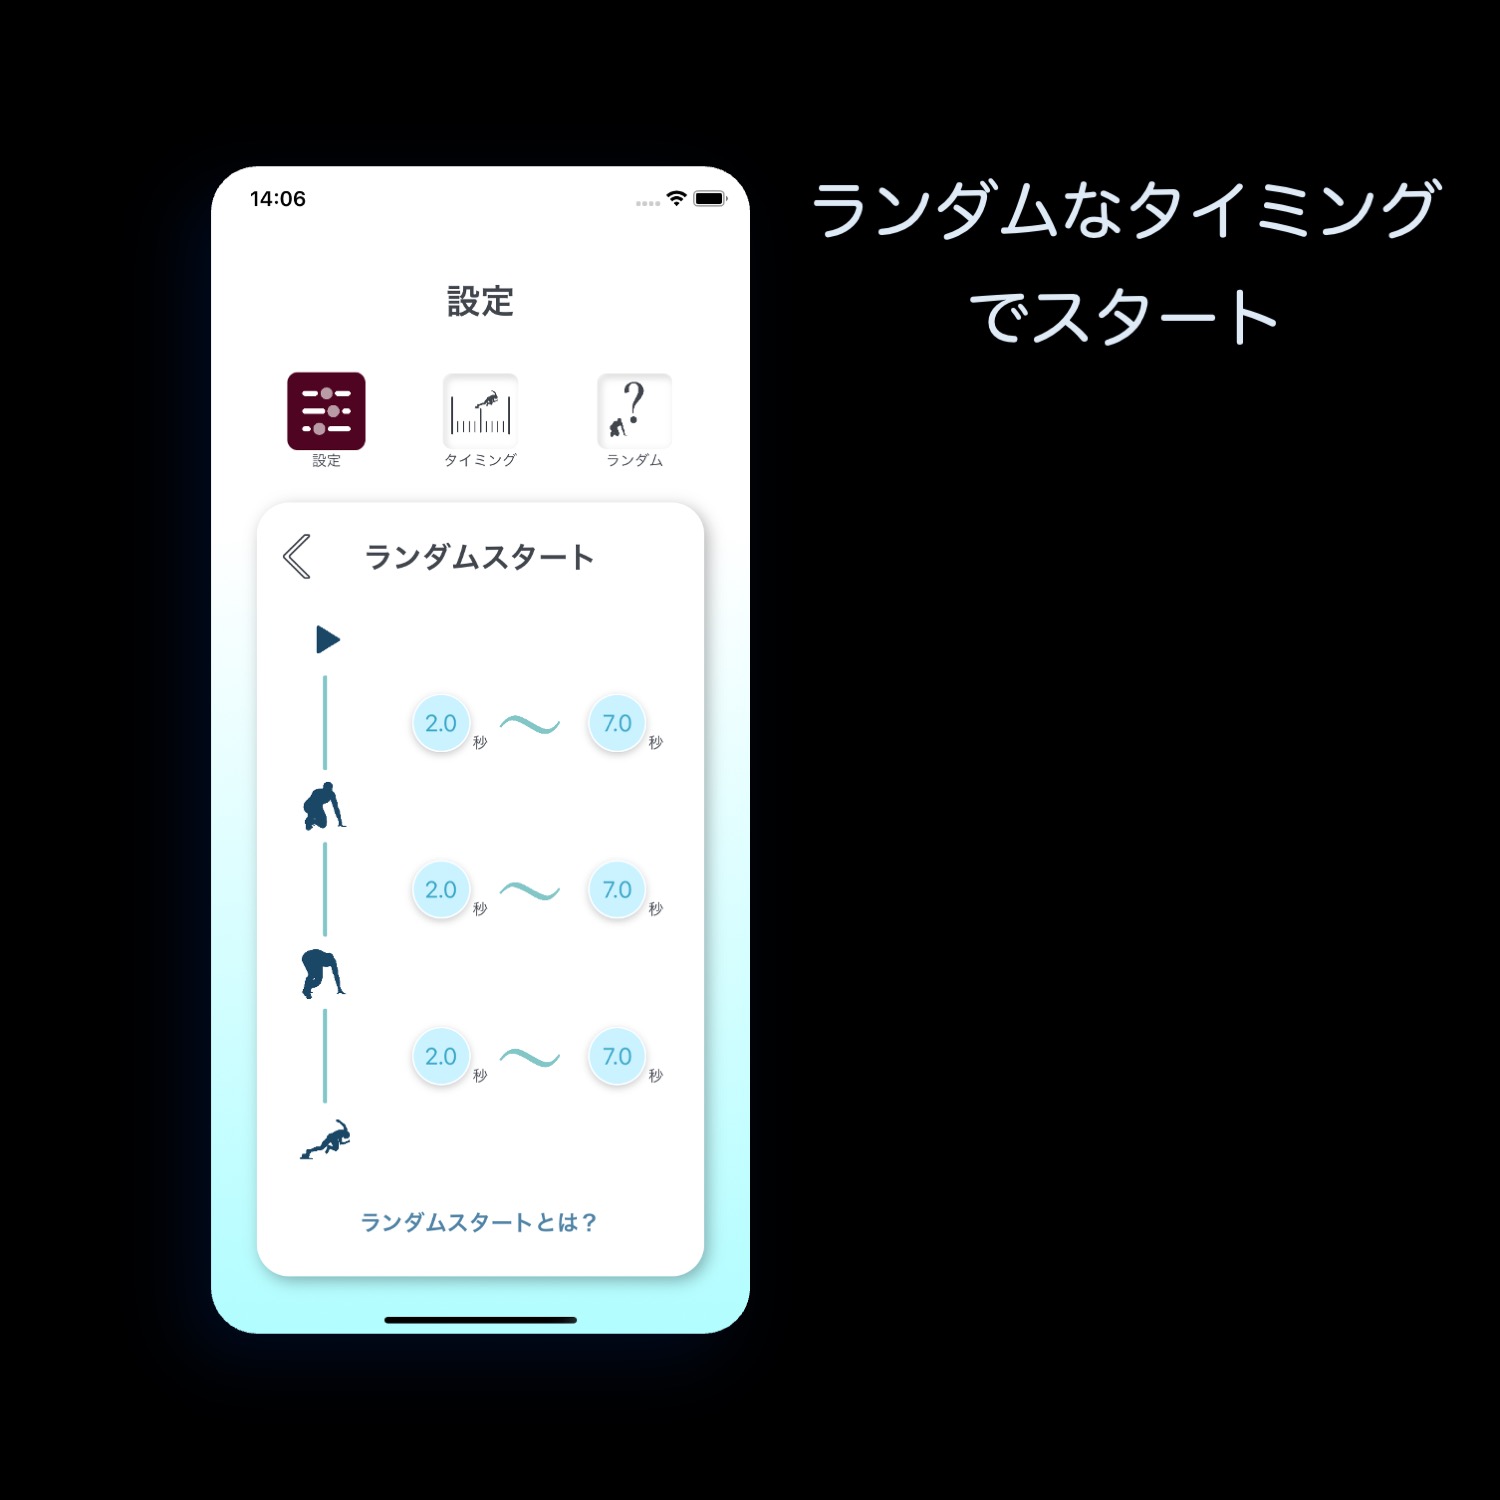 14:06
ランダムなタイミング
でスタート
設定
設定 タイミング ランダム
ランダムスタート
2.0 秒 〜 7.0 秒
2.0 秒 〜 7.0 秒
2.0 秒 〜 7.0 秒
ランダムスタートとは？